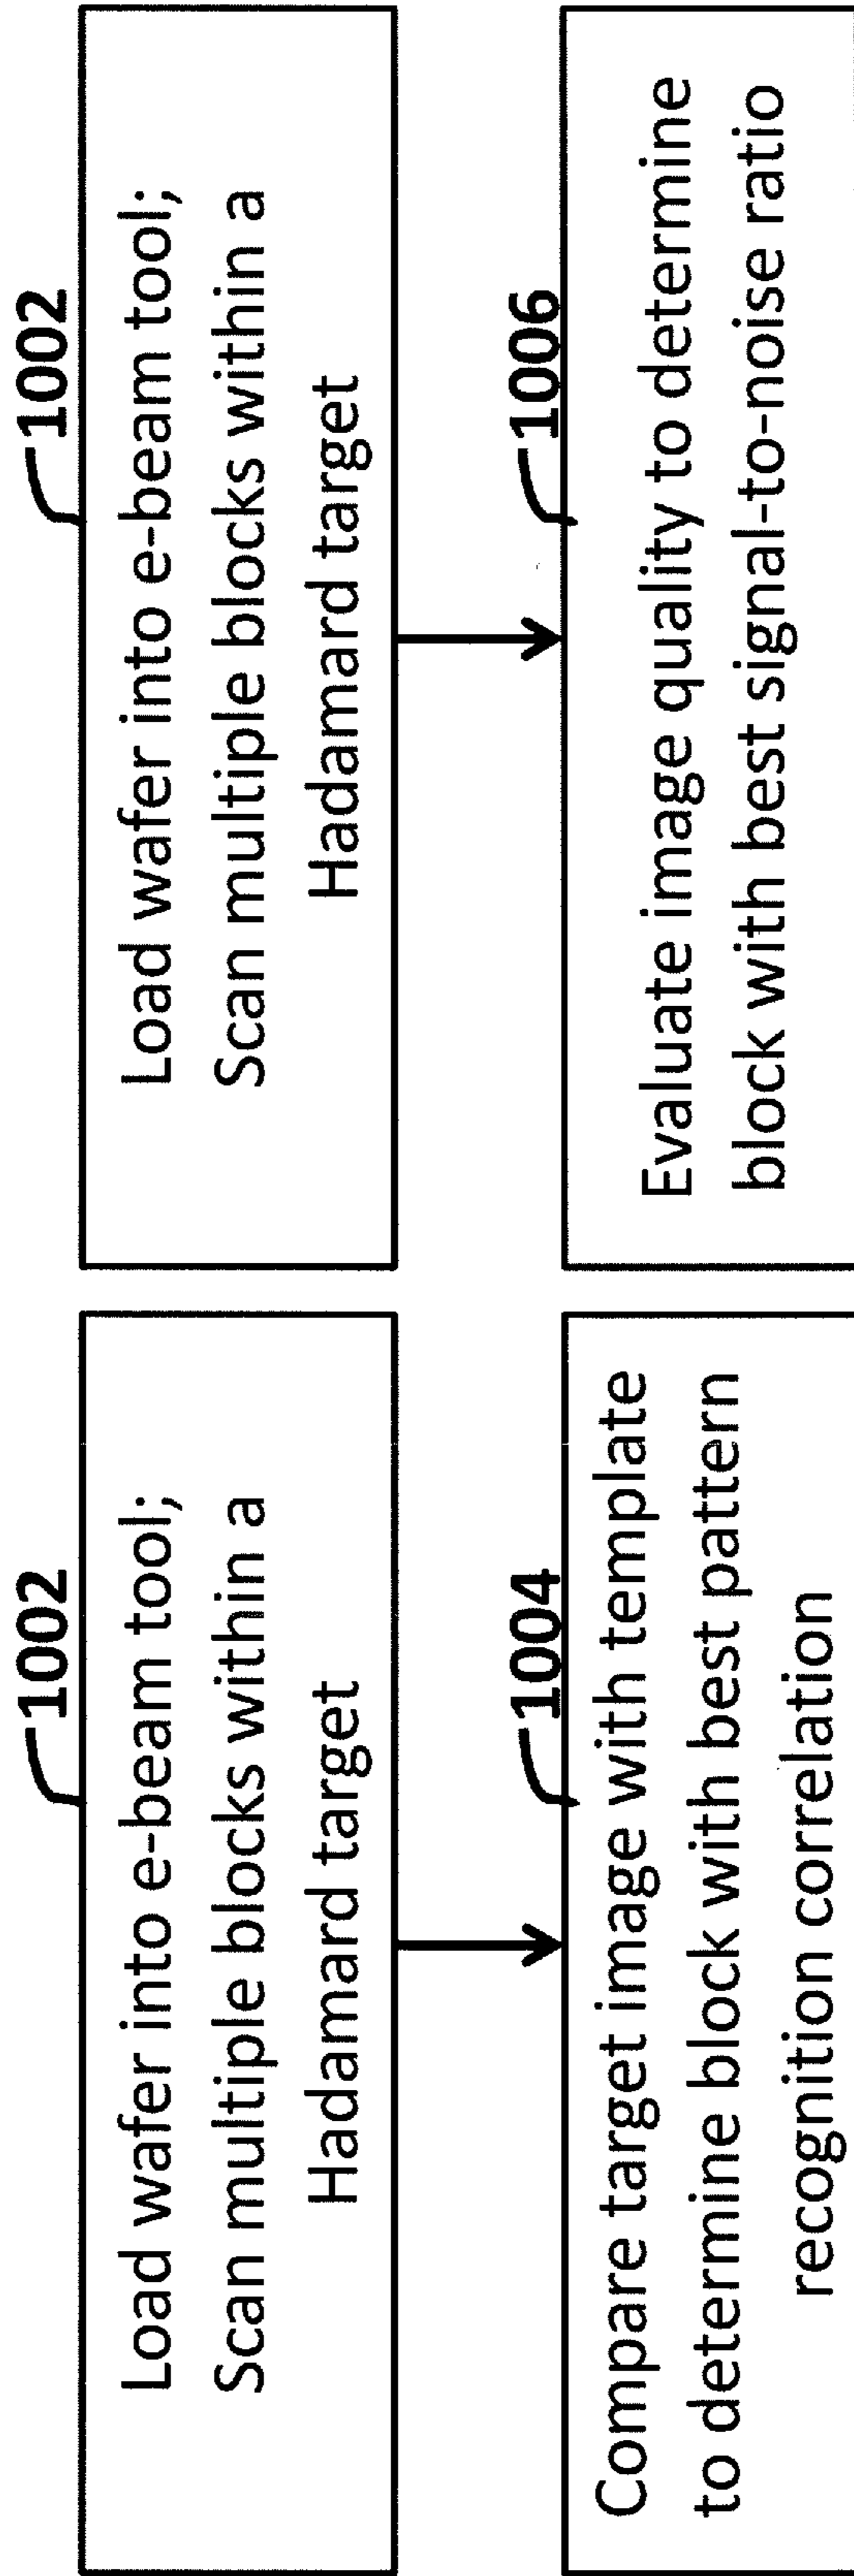 1002
Load wafer into e-beam tool;
Scan multiple blocks within a
Hadamard target
1004
Compare target image with template
to determine block with best pattern
recognition correlation
1002
Load wafer into e-beam tool;
Scan multiple blocks within a
Hadamard target
1006
Evaluate image quality to determine
block with best signal-to-noise ratio